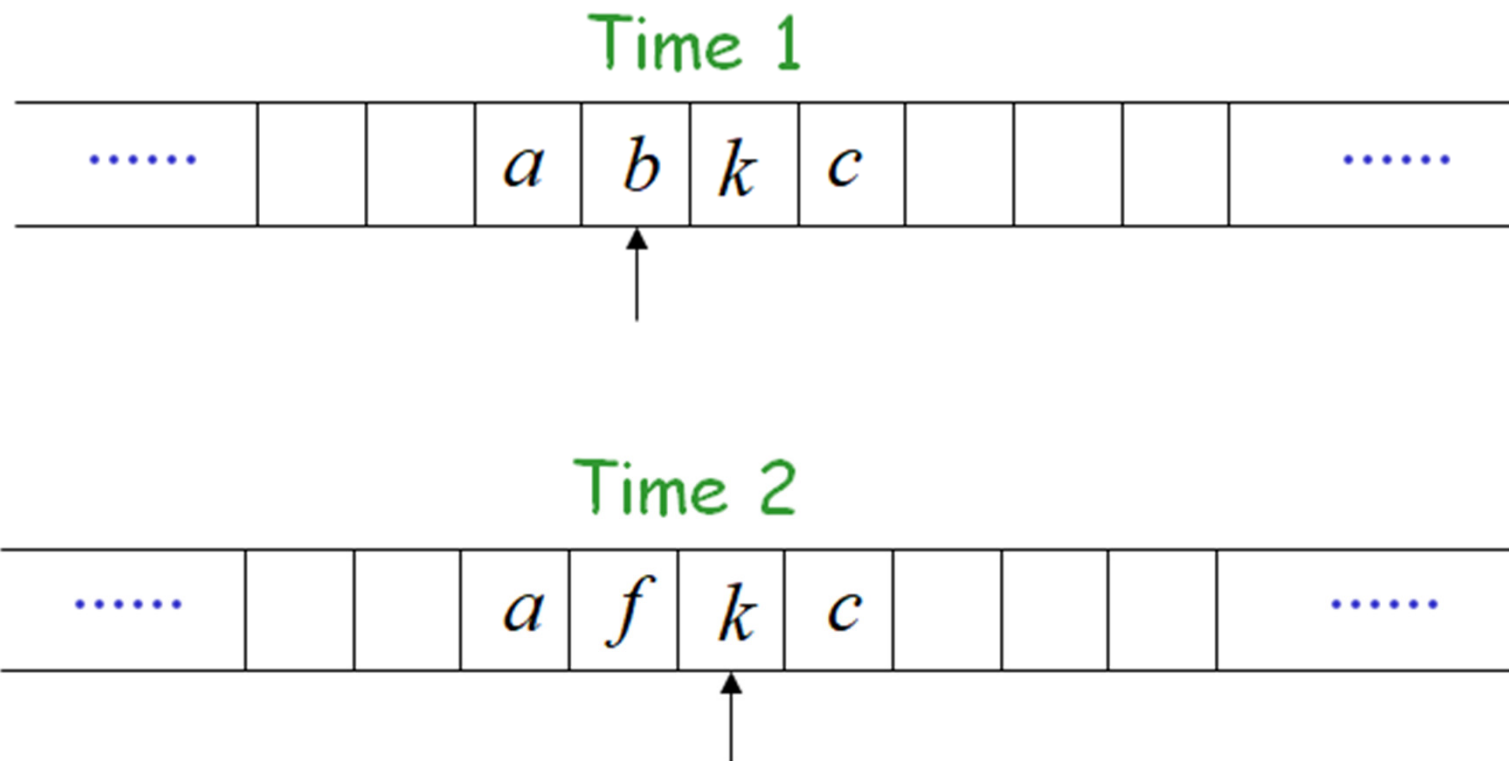 Time 1
...... a b k c ......
Time 2
...... a f k c ......